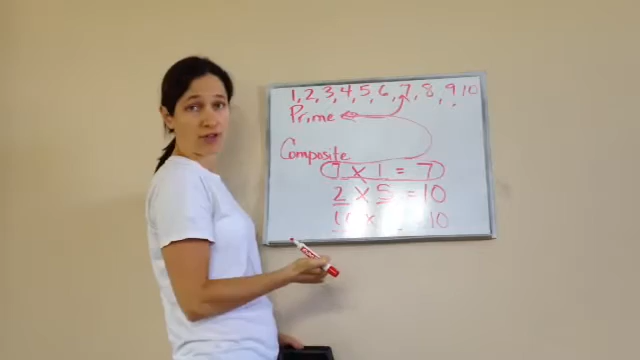 1, 2, 3, 4, 5, 6, 7, 8, 9, 10
Prime
Composite
7 x 1 = 7
2 x 5 = 10
10 x = 10